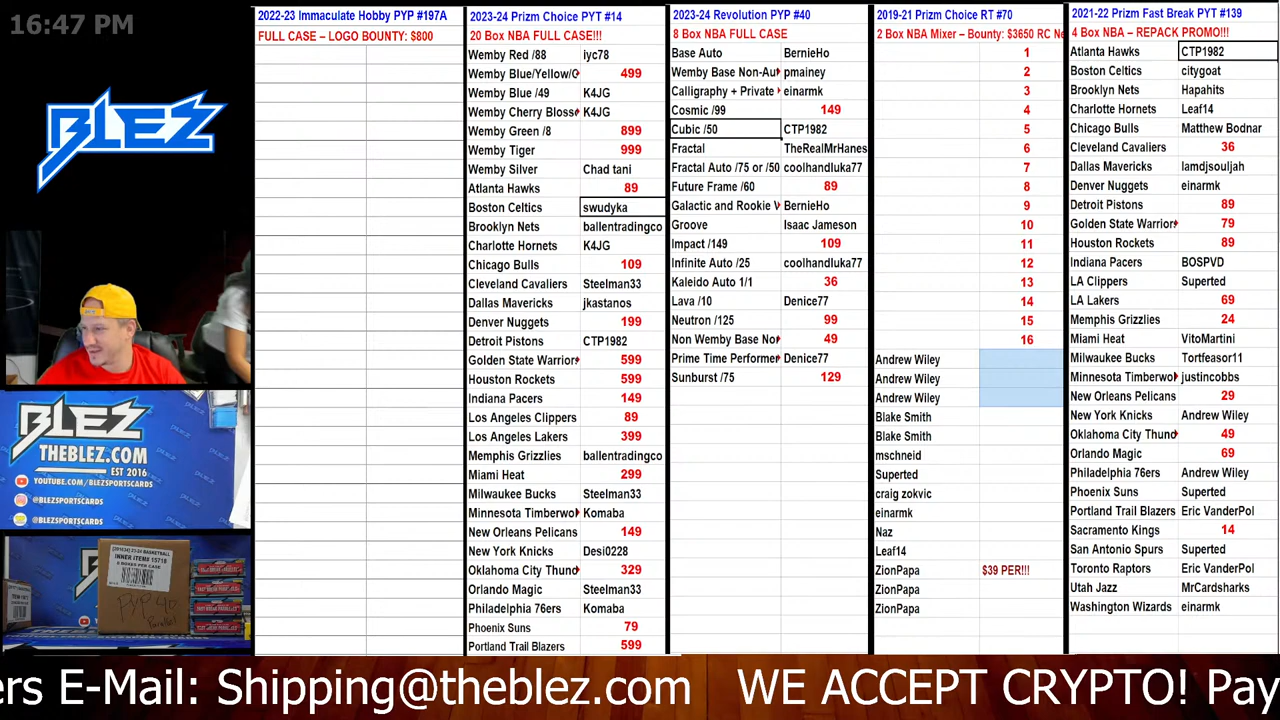 16:47 PM
BLEZ
BLEZ
THEBLEZ.COM
EST 2016
YOUTUBE.COM/BLEZSPORTSCARDS
@BLEZSPORTSCARDS
@BLEZSPORTSCARDS
2022-23 Immaculate Hobby PYP #197A
FULL CASE – LOGO BOUNTY: $800
2023-24 Prizm Choice PYT #14
20 Box NBA FULL CASE!!!
Wemby Red /88 iyc78
Wemby Blue/Yellow/G 499
Wemby Blue /49 K4JG
Wemby Cherry Bloss K4JG
Wemby Green /8 899
Wemby Tiger 999
Wemby Silver Chad tani
Atlanta Hawks 89
Boston Celtics swudyka
Brooklyn Nets ballentradingco
Charlotte Hornets K4JG
Chicago Bulls 109
Cleveland Cavaliers Steelman33
Dallas Mavericks jkastanos
Denver Nuggets 199
Detroit Pistons CTP1982
Golden State Warrior 599
Houston Rockets 599
Indiana Pacers 149
Los Angeles Clippers 89
Los Angeles Lakers 399
Memphis Grizzlies ballentradingco
Miami Heat 299
Milwaukee Bucks Steelman33
Minnesota Timberwo Komaba
New Orleans Pelicans 149
New York Knicks Desi0228
Oklahoma City Thund 329
Orlando Magic Steelman33
Philadelphia 76ers Komaba
Phoenix Suns 79
Portland Trail Blazers 599
2023-24 Revolution PYP #40
8 Box NBA FULL CASE
Base Auto BernieHo
Wemby Base Non-Au pmainey
Calligraphy + Private einarmk
Cosmic /99 149
Cubic /50 CTP1982
Fractal TheRealMrHanes
Fractal Auto /75 or /50 coolhandluka77
Future Frame /60 89
Galactic and Rookie V BernieHo
Groove Isaac Jameson
Impact /149 109
Infinite Auto /25 coolhandluka77
Kaleido Auto 1/1 36
Lava /10 Denice77
Neutron /125 99
Non Wemby Base No 49
Prime Time Performer Denice77
Sunburst /75 129
2019-21 Prizm Choice RT #70
2 Box NBA Mixer – Bounty: $3650 RC Ne
1
2
3
4
5
6
7
8
9
10
11
12
13
14
15
16
Andrew Wiley
Andrew Wiley
Andrew Wiley
Blake Smith
Blake Smith
mschneid
Superted
craig zokvic
einarmk
Naz
Leaf14
ZionPapa $39 PER!!!
ZionPapa
ZionPapa
2021-22 Prizm Fast Break PYT #139
4 Box NBA – REPACK PROMO!!!
Atlanta Hawks CTP1982
Boston Celtics citygoat
Brooklyn Nets Hapahits
Charlotte Hornets Leaf14
Chicago Bulls Matthew Bodnar
Cleveland Cavaliers 36
Dallas Mavericks Iamdjsouljah
Denver Nuggets einarmk
Detroit Pistons 89
Golden State Warrior 79
Houston Rockets 89
Indiana Pacers BOSPVD
LA Clippers Superted
LA Lakers 69
Memphis Grizzlies 24
Miami Heat VitoMartini
Milwaukee Bucks Tortfeasor11
Minnesota Timberwo justincobbs
New Orleans Pelicans 29
New York Knicks Andrew Wiley
Oklahoma City Thund 49
Orlando Magic 69
Philadelphia 76ers Andrew Wiley
Phoenix Suns Superted
Portland Trail Blazers Eric VanderPol
Sacramento Kings 14
San Antonio Spurs Superted
Toronto Raptors Eric VanderPol
Utah Jazz MrCardsharks
Washington Wizards einarmk
ers E-Mail: Shipping@theblez.com WE ACCEPT CRYPTO! Pay